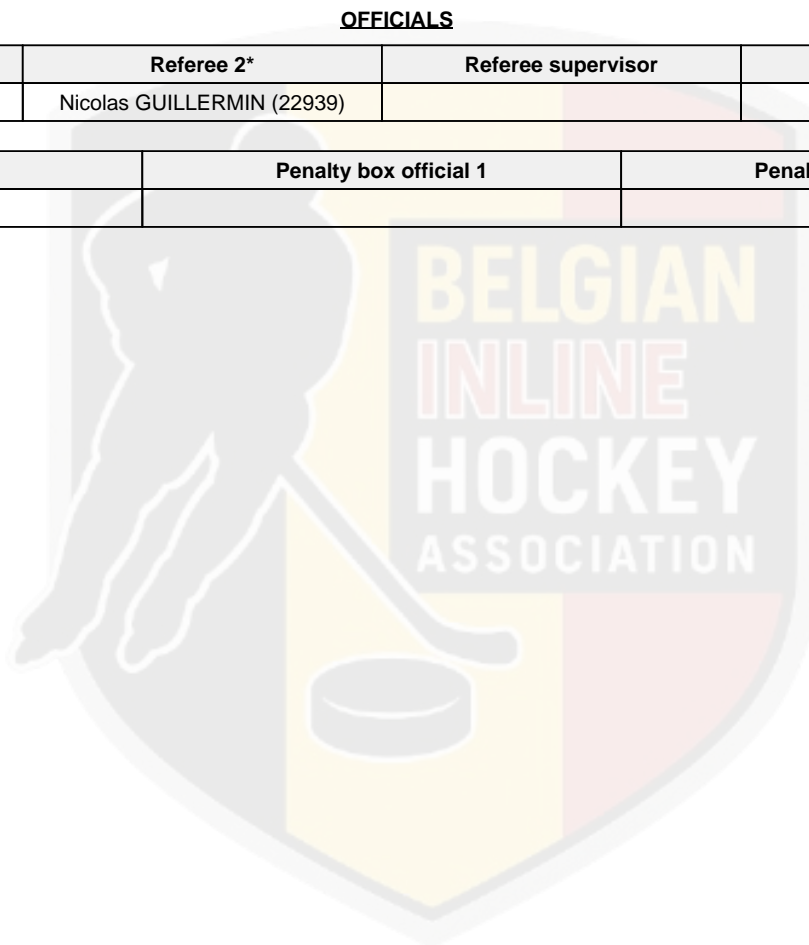 OFFICIALS
Referee 2* Referee supervisor
Nicolas GUILLERMIN (22939)
Penalty box official 1 Penal
BELGIAN
INLINE
HOCKEY
ASSOCIATION